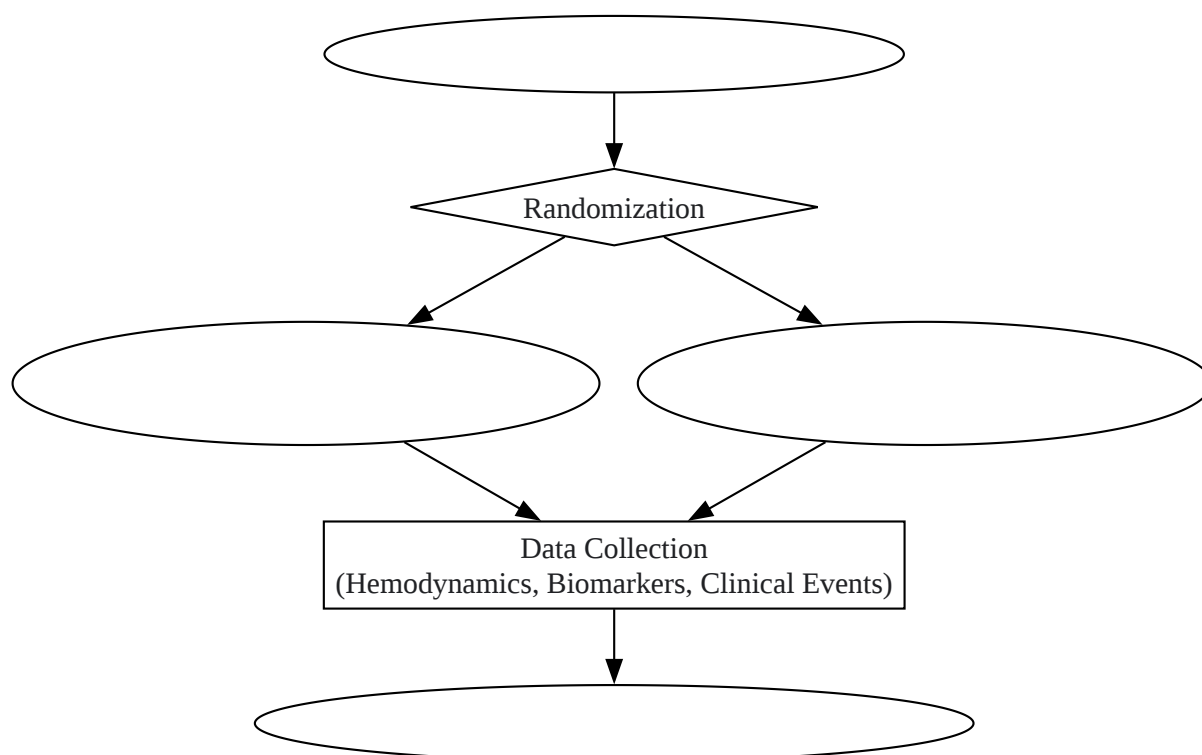 Randomization
Data Collection
(Hemodynamics, Biomarkers, Clinical Events)